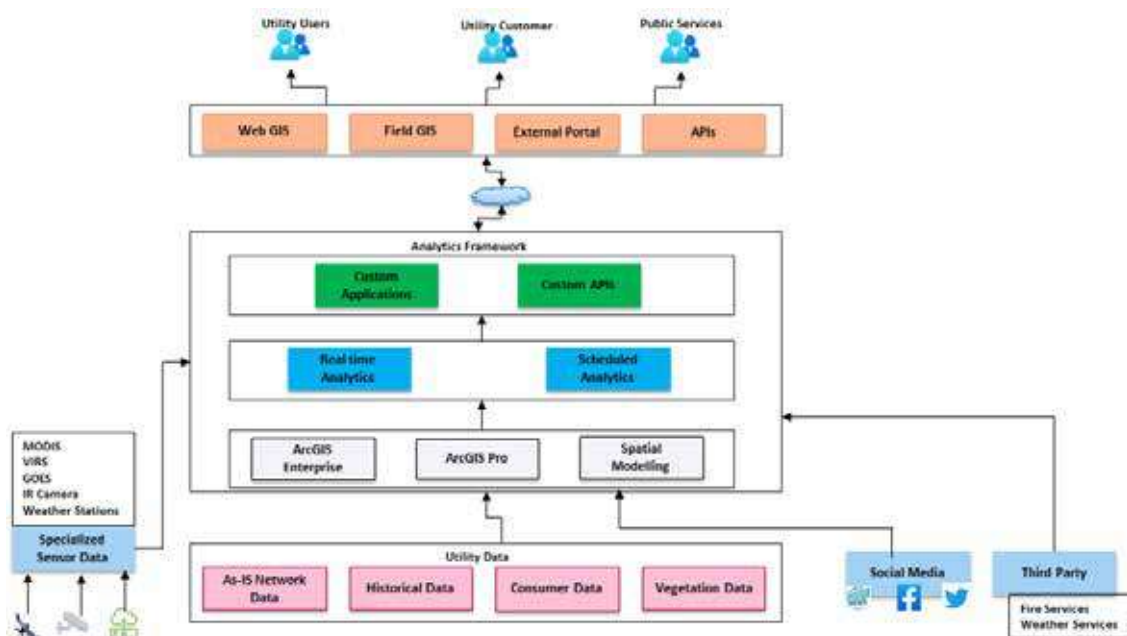 Utility Users
Utility Customer
Public Services
Web GIS
Field GIS
External Portal
APIs
Analytics Framework
Custom
Applications
Custom APIs
Real time
Analytics
Scheduled
Analytics
ArcGIS
Enterprise
ArcGIS Pro
Spatial
Modelling
MODIS
VIRS
GOES
IR Camera
Weather Stations
Specialized
Sensor Data
Utility Data
As-IS Network
Data
Historical Data
Consumer Data
Vegetation Data
Social Media
Third Party
Fire Services
Weather Services